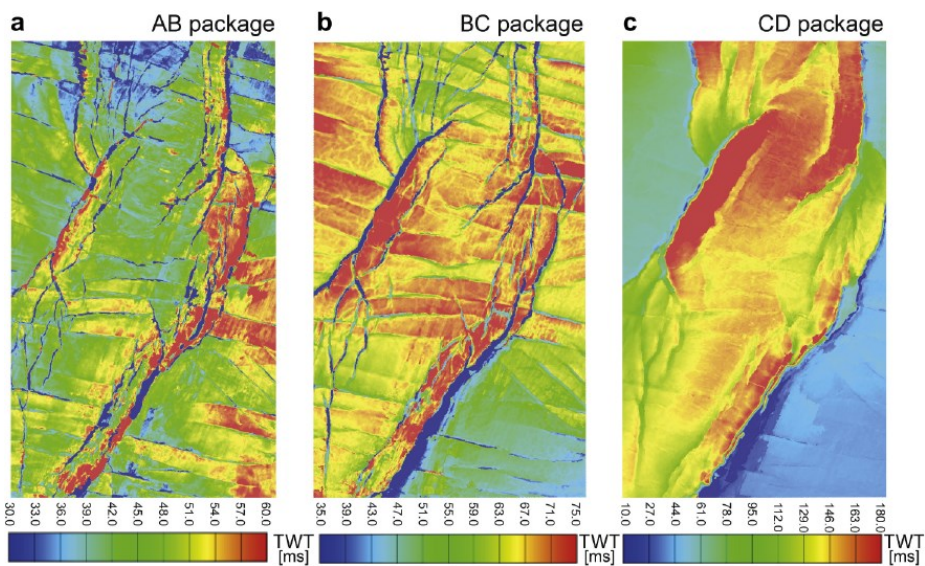 a AB package
b BC package
c CD package
30.0 33.0 36.0 39.0 42.0 45.0 48.0 51.0 54.0 57.0 60.0
TWT
[ms]
35.0 39.0 43.0 47.0 51.0 55.0 59.0 63.0 67.0 71.0 75.0
TWT
[ms]
10.0 27.0 44.0 61.0 78.0 95.0 112.0 129.0 146.0 163.0 180.0
TWT
[ms]